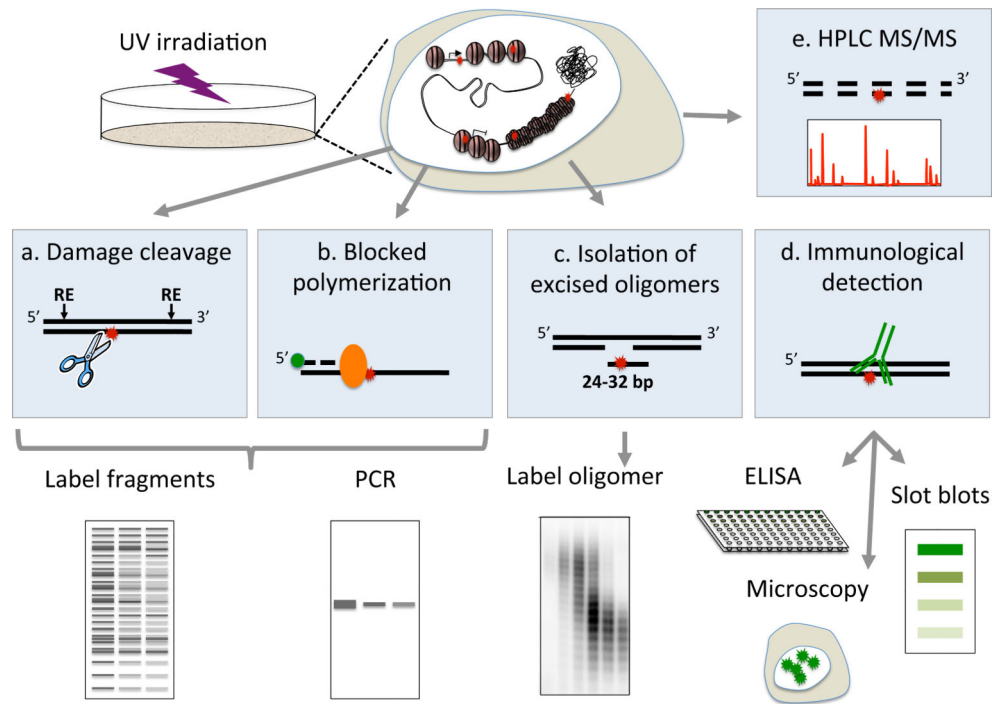 UV irradiation
e. HPLC MS/MS
5’ 3’
a. Damage cleavage
RE RE
5’ 3’
b. Blocked
polymerization
5’
c. Isolation of
excised oligomers
5’ 3’
24-32 bp
d. Immunological
detection
5’ 3’
Label fragments
PCR
Label oligomer
ELISA
Slot blots
Microscopy